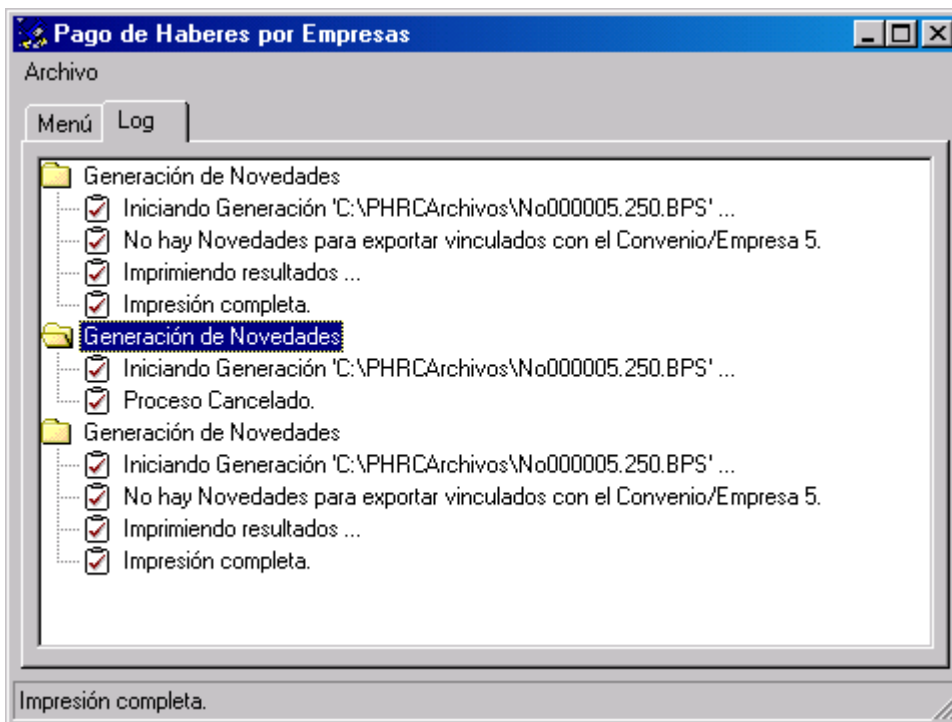 Pago de Haberes por Empresas
Archivo
Menú Log
Generación de Novedades
Iniciando Generación 'C:\PHRCArchivos\No000005.250.BPS' ...
No hay Novedades para exportar vinculados con el Convenio/Empresa 5.
Imprimiendo resultados ...
Impresión completa.
Generación de Novedades
Iniciando Generación 'C:\PHRCArchivos\No000005.250.BPS' ...
Proceso Cancelado.
Generación de Novedades
Iniciando Generación 'C:\PHRCArchivos\No000005.250.BPS' ...
No hay Novedades para exportar vinculados con el Convenio/Empresa 5.
Imprimiendo resultados ...
Impresión completa.
Impresión completa.